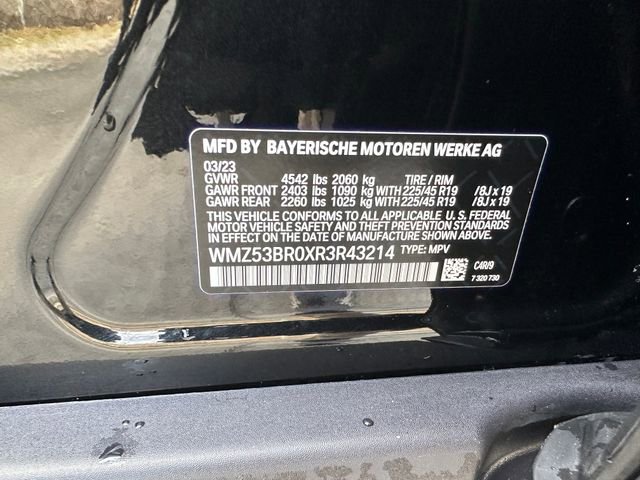 MFD BY BAYERISCHE MOTOREN WERKE AG
03/23
GVWR 4542 lbs 2060 kg TIRE / RIM
GAWR FRONT 2403 lbs 1090 kg WITH 225/45 R19 /8J x 19
GAWR REAR 2260 lbs 1025 kg WITH 225/45 R19 /8J x 19
THIS VEHICLE CONFORMS TO ALL APPLICABLE U. S. FEDERAL
MOTOR VEHICLE SAFETY AND THEFT PREVENTION STANDARDS
IN EFFECT ON THE DATE OF MANUFACTURE SHOWN ABOVE.
WMZ53BR0XR3R43214 TYPE: MPV
CAR/9
7 320 730